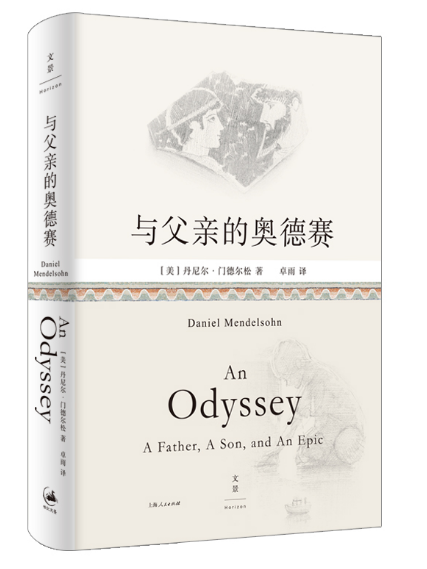 文景
Horizon
与父亲的奥德赛
Daniel
Mendelsohn
An
Odyssey
[美]丹尼尔·门德尔松 著
卓雨 译
与父亲的奥德赛
[美]丹尼尔·门德尔松 著 卓雨 译
Daniel Mendelsohn
An
Odyssey
A Father, A Son, and An Epic
文景
Horizon
上海人民出版社